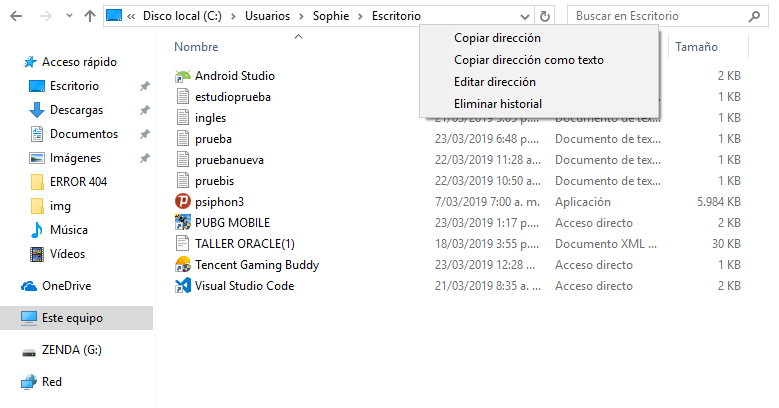 « Disco local (C:) › Usuarios › Sophie › Escritorio
Buscar en Escritorio
Copiar dirección
Copiar dirección como texto
Editar dirección
Eliminar historial
Nombre Tamaño
Acceso rápido
Escritorio
Descargas
Documentos
Imágenes
ERROR 404
img
Música
Vídeos
OneDrive
Este equipo
ZENDA (G:)
Red
Android Studio 2 KB
estudioprueba 1 KB
ingles 21/03/2019 3:05 p.m. Documento de tex... 1 KB
prueba 23/03/2019 6:48 p.m. Documento de tex... 1 KB
pruebanueva 22/03/2019 11:28 a... Documento de tex... 1 KB
pruebis 22/03/2019 10:50 a... Documento de tex... 1 KB
psiphon3 7/03/2019 7:00 a. m. Aplicación 5.984 KB
PUBG MOBILE 23/03/2019 1:17 p.... Acceso directo 2 KB
TALLER ORACLE(1) 18/03/2019 3:55 p.... Documento XML ... 30 KB
Tencent Gaming Buddy 23/03/2019 12:28 ... Acceso directo 1 KB
Visual Studio Code 21/03/2019 8:35 a. ... Acceso directo 2 KB